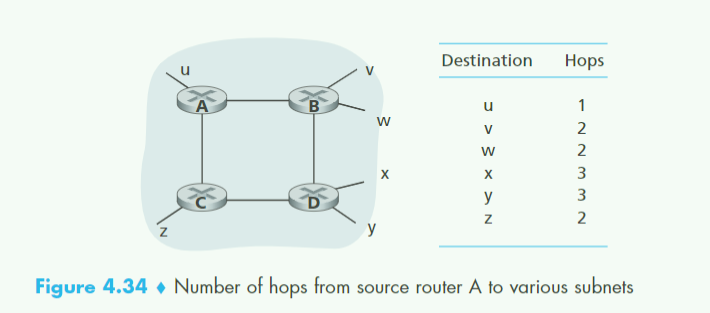 Destination Hops
u 1
v 2
w 2
x 3
y 3
z 2
u
v
A
B
w
x
C
D
z
y
Figure 4.34 ♦ Number of hops from source router A to various subnets